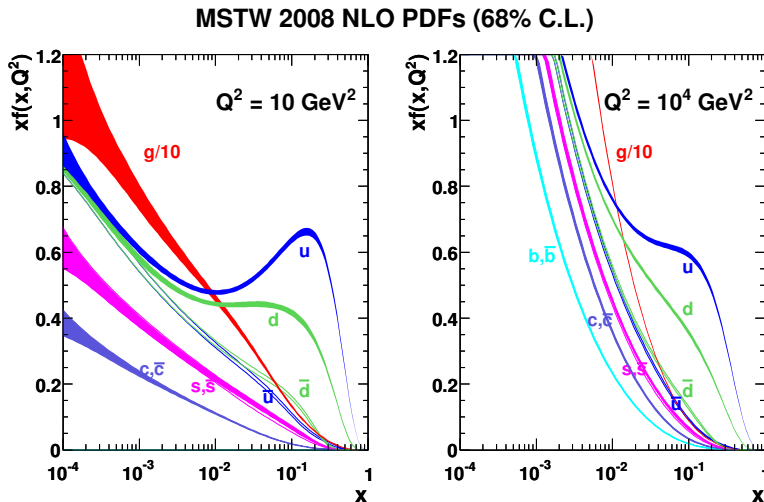 MSTW 2008 NLO PDFs (68% C.L.)
xf(x,Q²)
1.2
1
0.8
0.6
0.4
0.2
0
Q² = 10 GeV²
g/10
u
d
d̅
u̅
s,s̅
c,c̅
10⁻⁴
10⁻³
10⁻²
10⁻¹
1
x
xf(x,Q²)
1.2
1
0.8
0.6
0.4
0.2
0
Q² = 10⁴ GeV²
g/10
b,b̅
u
d
c,c̅
s,s̅
d̅
u̅
10⁻⁴
10⁻³
10⁻²
10⁻¹
1
x